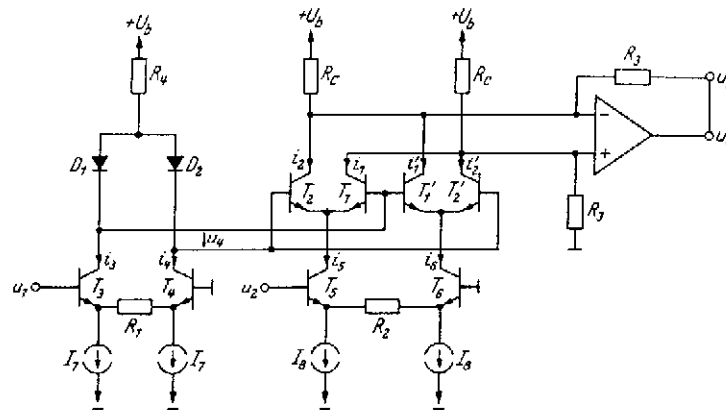 +U_b +U_b +U_b
R_4 R_C R_C R_3
u
u
D_1 D_2
i_2 i_1 i_1' i_2'
T_2 T_1 T_1' T_2'
R_3
u_4
i_3 i_4 i_5 i_6
u_1 T_3 T_4 u_2 T_5 T_6
R_1 R_2
I_7 I_7 I_8 I_8